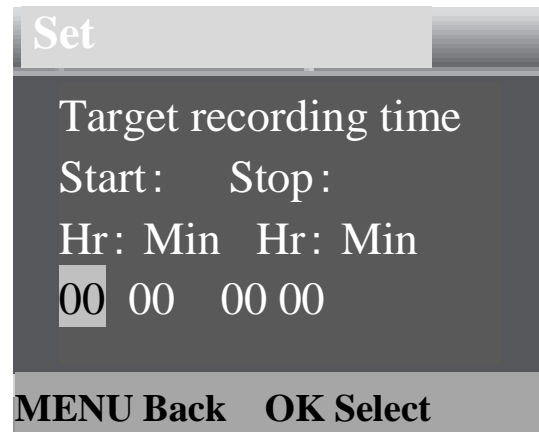 Set
Target recording time
Start: Stop:
Hr: Min Hr: Min
00 00 00 00
MENU Back OK Select